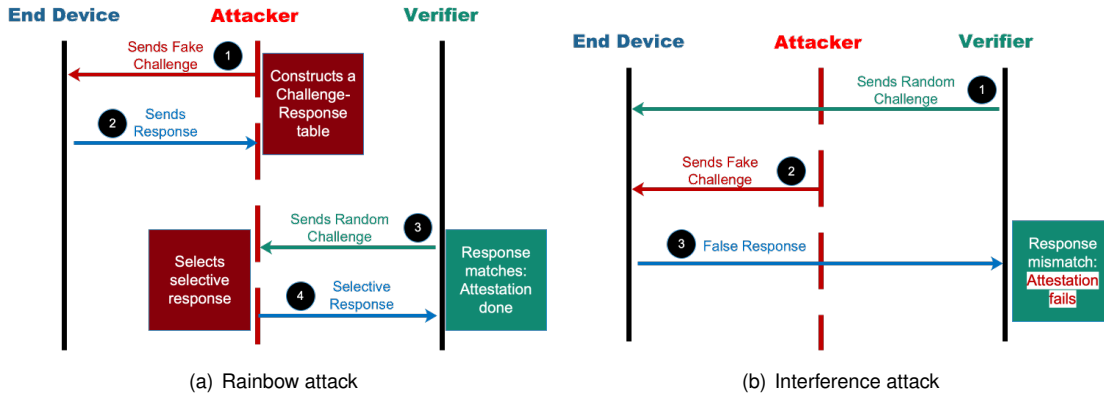 End Device
Attacker
Verifier
Sends Fake
Challenge
1
Constructs a
Challenge-
Response
table
2
Sends
Response
Sends Random
Challenge
3
Selects
selective
response
Response
matches:
Attestation
done
4
Selective
Response
(a) Rainbow attack
End Device
Attacker
Verifier
Sends Random
Challenge
1
Sends Fake
Challenge
2
3
False Response
Response
mismatch:
Attestation
fails
(b) Interference attack